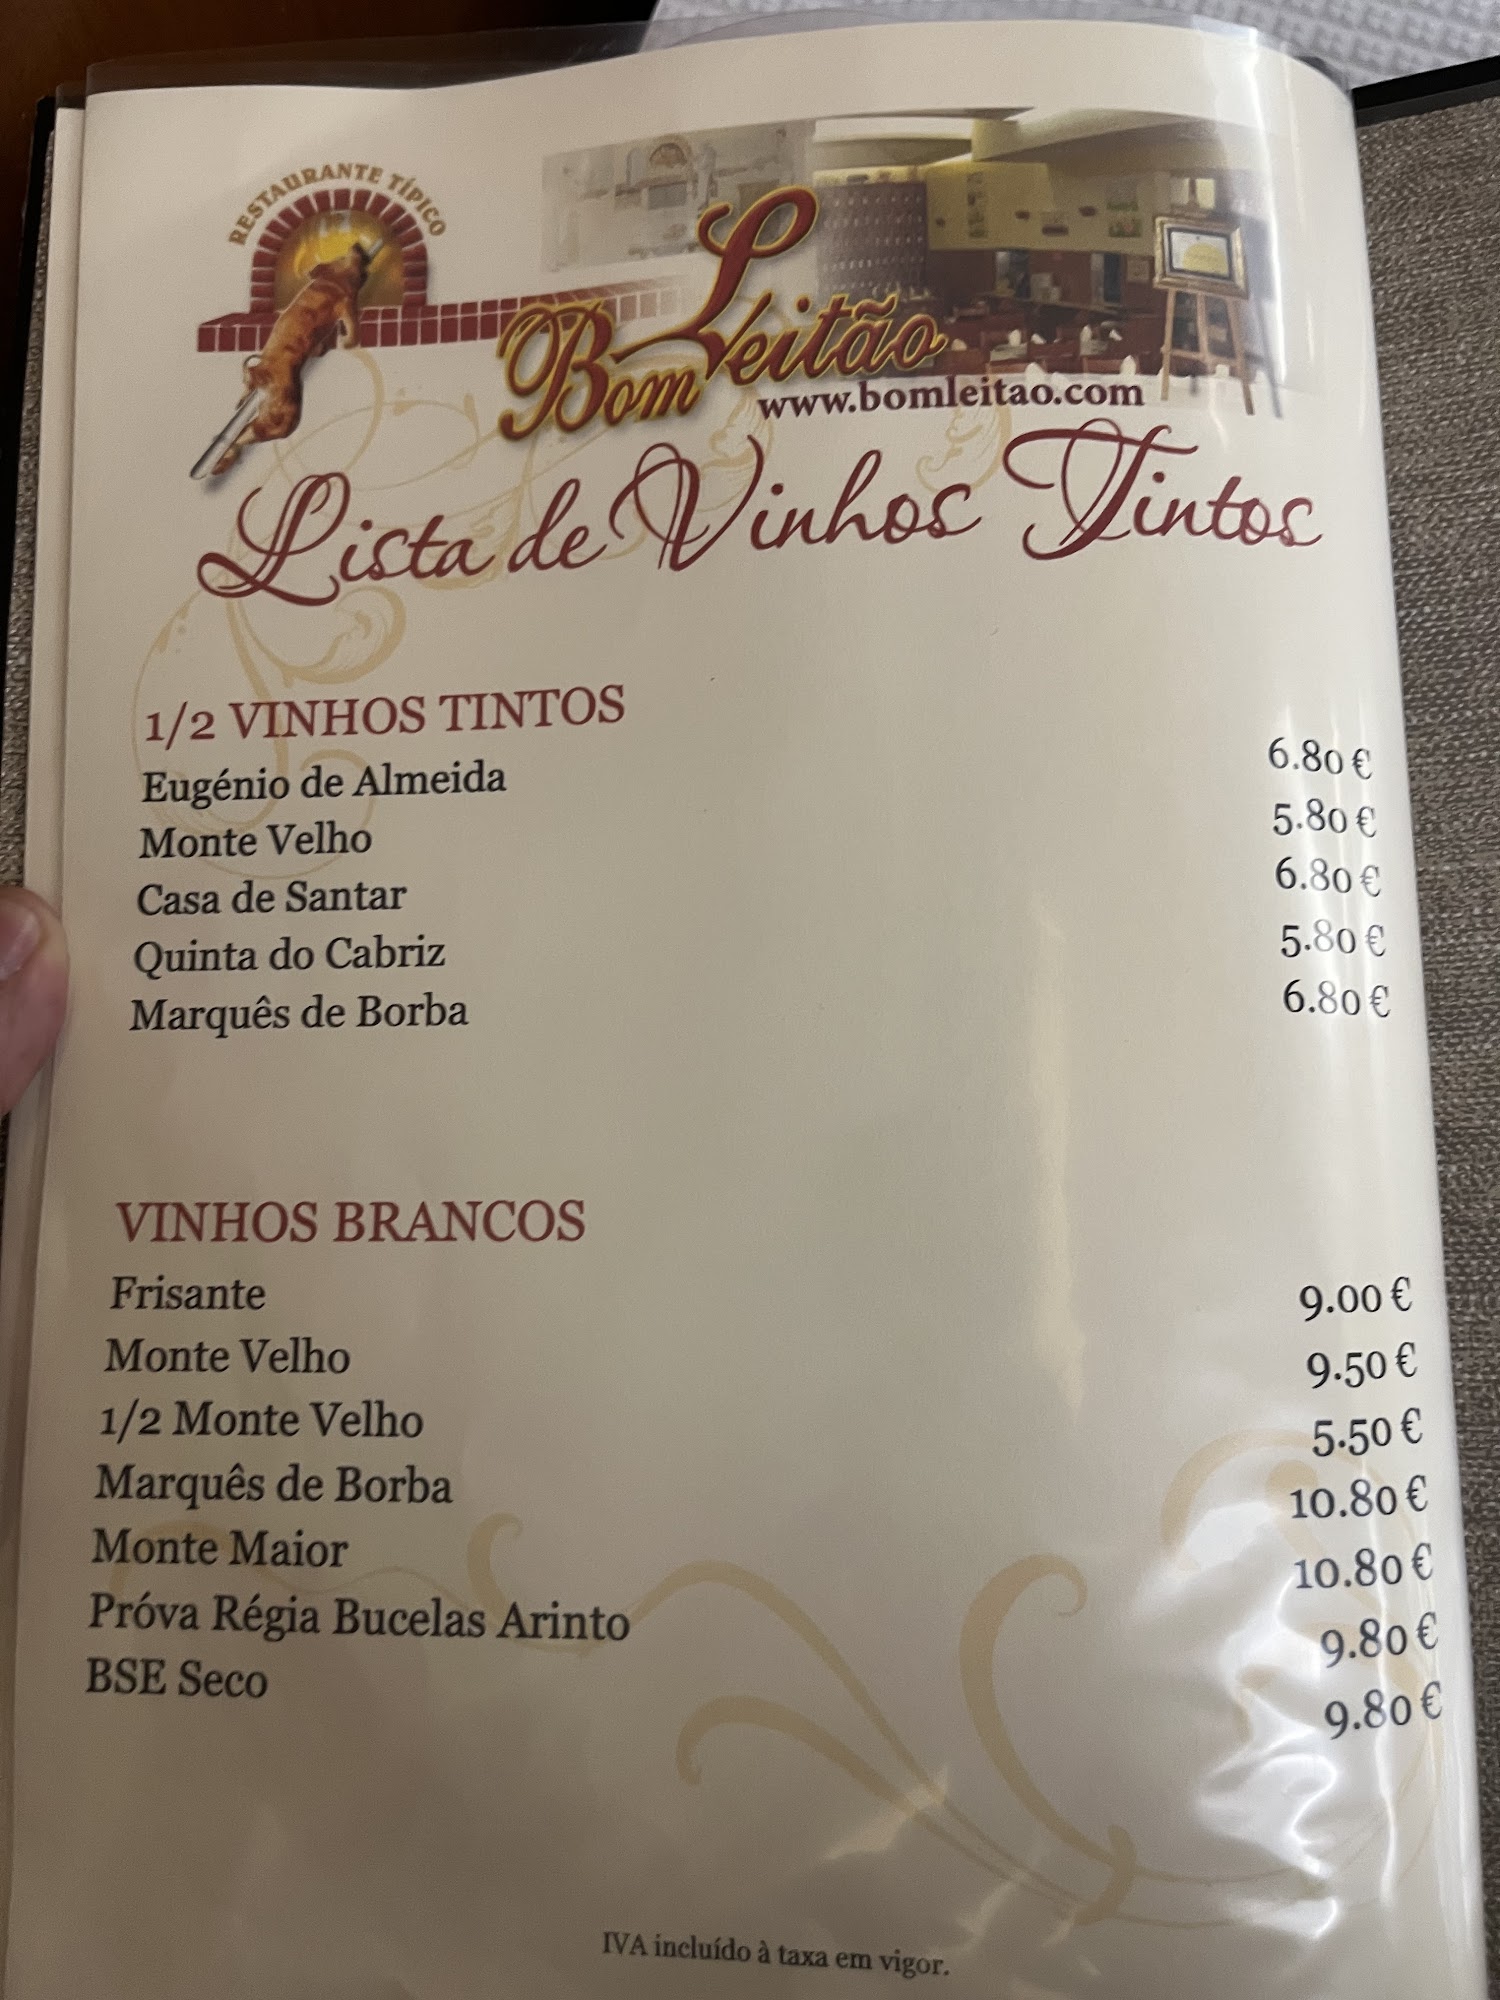 RESTAURANTE TÍPICO
Bom Leitão
www.bomleitao.com
Lista de Vinhos Tintos
1/2 VINHOS TINTOS
Eugénio de Almeida 6.80 €
Monte Velho 5.80 €
Casa de Santar 6.80 €
Quinta do Cabriz 5.80 €
Marquês de Borba 6.80 €
VINHOS BRANCOS
Frisante 9.00 €
Monte Velho 9.50 €
1/2 Monte Velho 5.50 €
Marquês de Borba 10.80 €
Monte Maior 10.80 €
Próva Régia Bucelas Arinto 9.80 €
BSE Seco 9.80 €
IVA incluído à taxa em vigor.